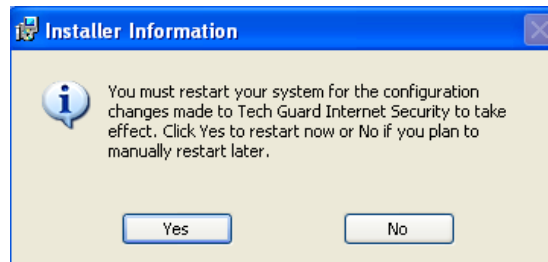 Installer Information
You must restart your system for the configuration
changes made to Tech Guard Internet Security to take
effect. Click Yes to restart now or No if you plan to
manually restart later.
Yes
No